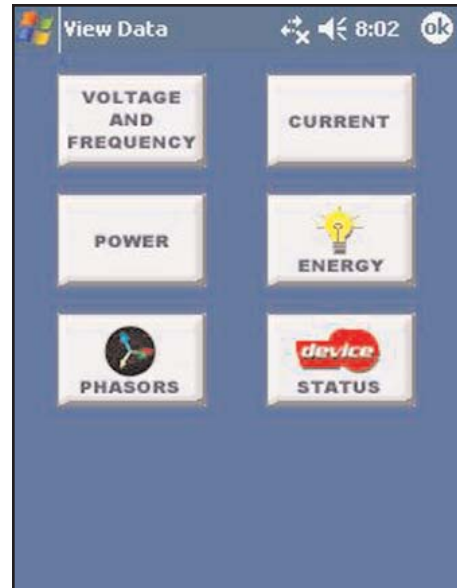 View Data 8:02 ok
VOLTAGE
AND
FREQUENCY
CURRENT
POWER
ENERGY
PHASORS
device
STATUS